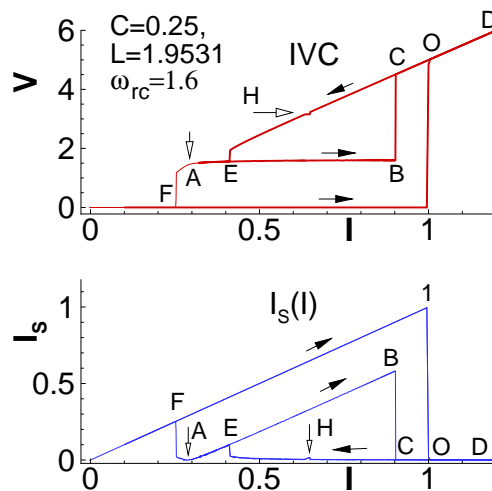 C=0.25,
L=1.9531
ω_rc=1.6
IVC
D
O
C
H
A
E
B
F
V
6
4
2
0
0
0.5
1
I
I_S(I)
1
B
F
A
E
H
C
O
D
I_S
1
0.5
0
0
0.5
1
I